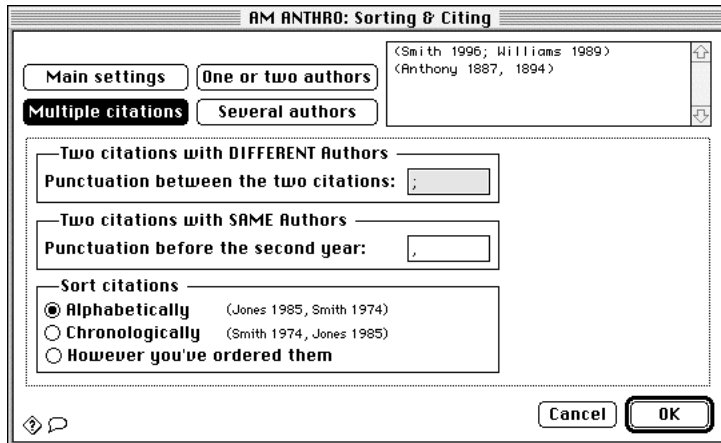 AM ANTHRO: Sorting & Citing
(Smith 1996; Williams 1989)
(Anthony 1887, 1894)
Main settings
One or two authors
Multiple citations
Several authors
Two citations with DIFFERENT Authors
Punctuation between the two citations: ;
Two citations with SAME Authors
Punctuation before the second year: ,
Sort citations
Alphabetically (Jones 1985, Smith 1974)
Chronologically (Smith 1974, Jones 1985)
However you've ordered them
?
Cancel
OK